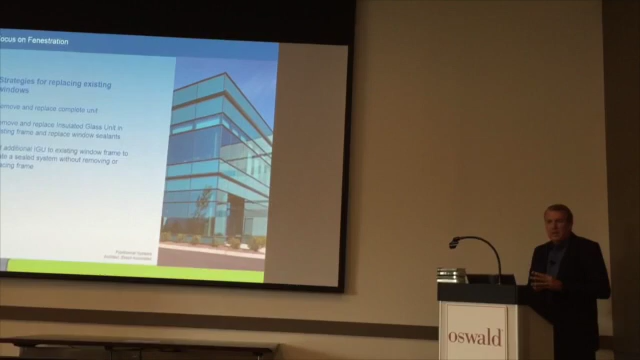 ocus on Fenestration
Strategies for replacing existing
windows
emove and replace complete unit
emove and replace Insulated Glass Unit in
sting frame and replace window sealants
additional IGU to existing window frame to
ate a sealed system without removing or
acing frame
oswald